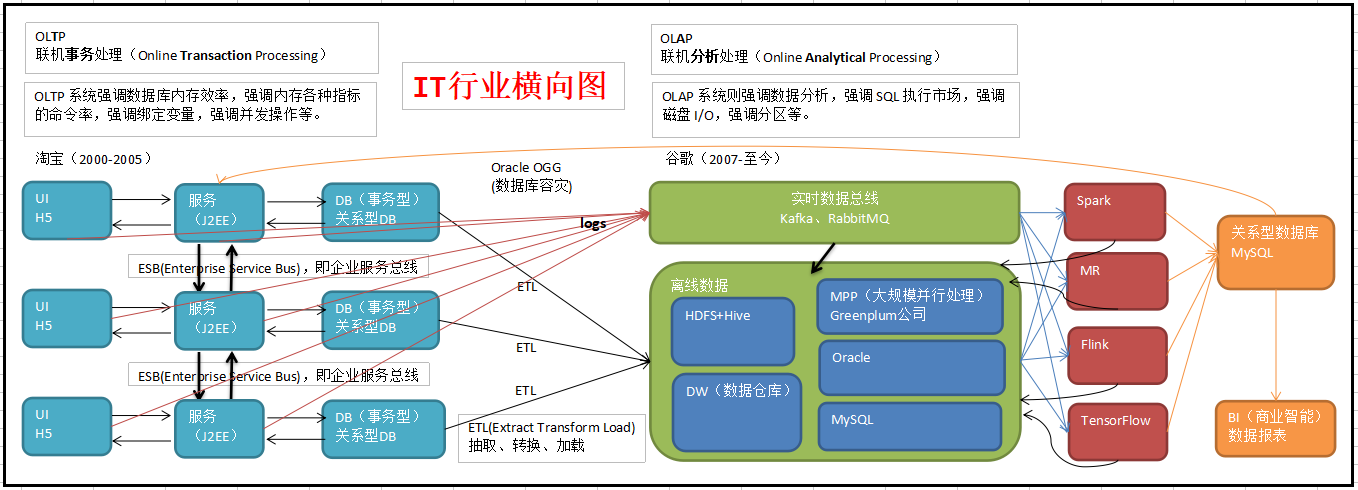 OLTP
联机事务处理（Online Transaction Processing）
OLTP 系统强调数据库内存效率，强调内存各种指标
的命令率，强调绑定变量，强调并发操作等。
IT行业横向图
OLAP
联机分析处理（Online Analytical Processing）
OLAP 系统则强调数据分析，强调 SQL 执行市场，强调
磁盘 I/O，强调分区等。
淘宝（2000-2005）
Oracle OGG
(数据库容灾)
谷歌（2007-至今）
UI
H5
服务
（J2EE）
DB（事务型）
关系型DB
logs
ESB(Enterprise Service Bus)，即企业服务总线
UI
H5
服务
（J2EE）
DB（事务型）
关系型DB
ESB(Enterprise Service Bus)，即企业服务总线
UI
H5
服务
（J2EE）
DB（事务型）
关系型DB
ETL
ETL
ETL
ETL(Extract Transform Load)
抽取、转换、加载
实时数据总线
Kafka、RabbitMQ
离线数据
HDFS+Hive
DW（数据仓库）
MPP（大规模并行处理）
Greenplum公司
Oracle
MySQL
Spark
MR
Flink
TensorFlow
关系型数据库
MySQL
BI（商业智能）
数据报表